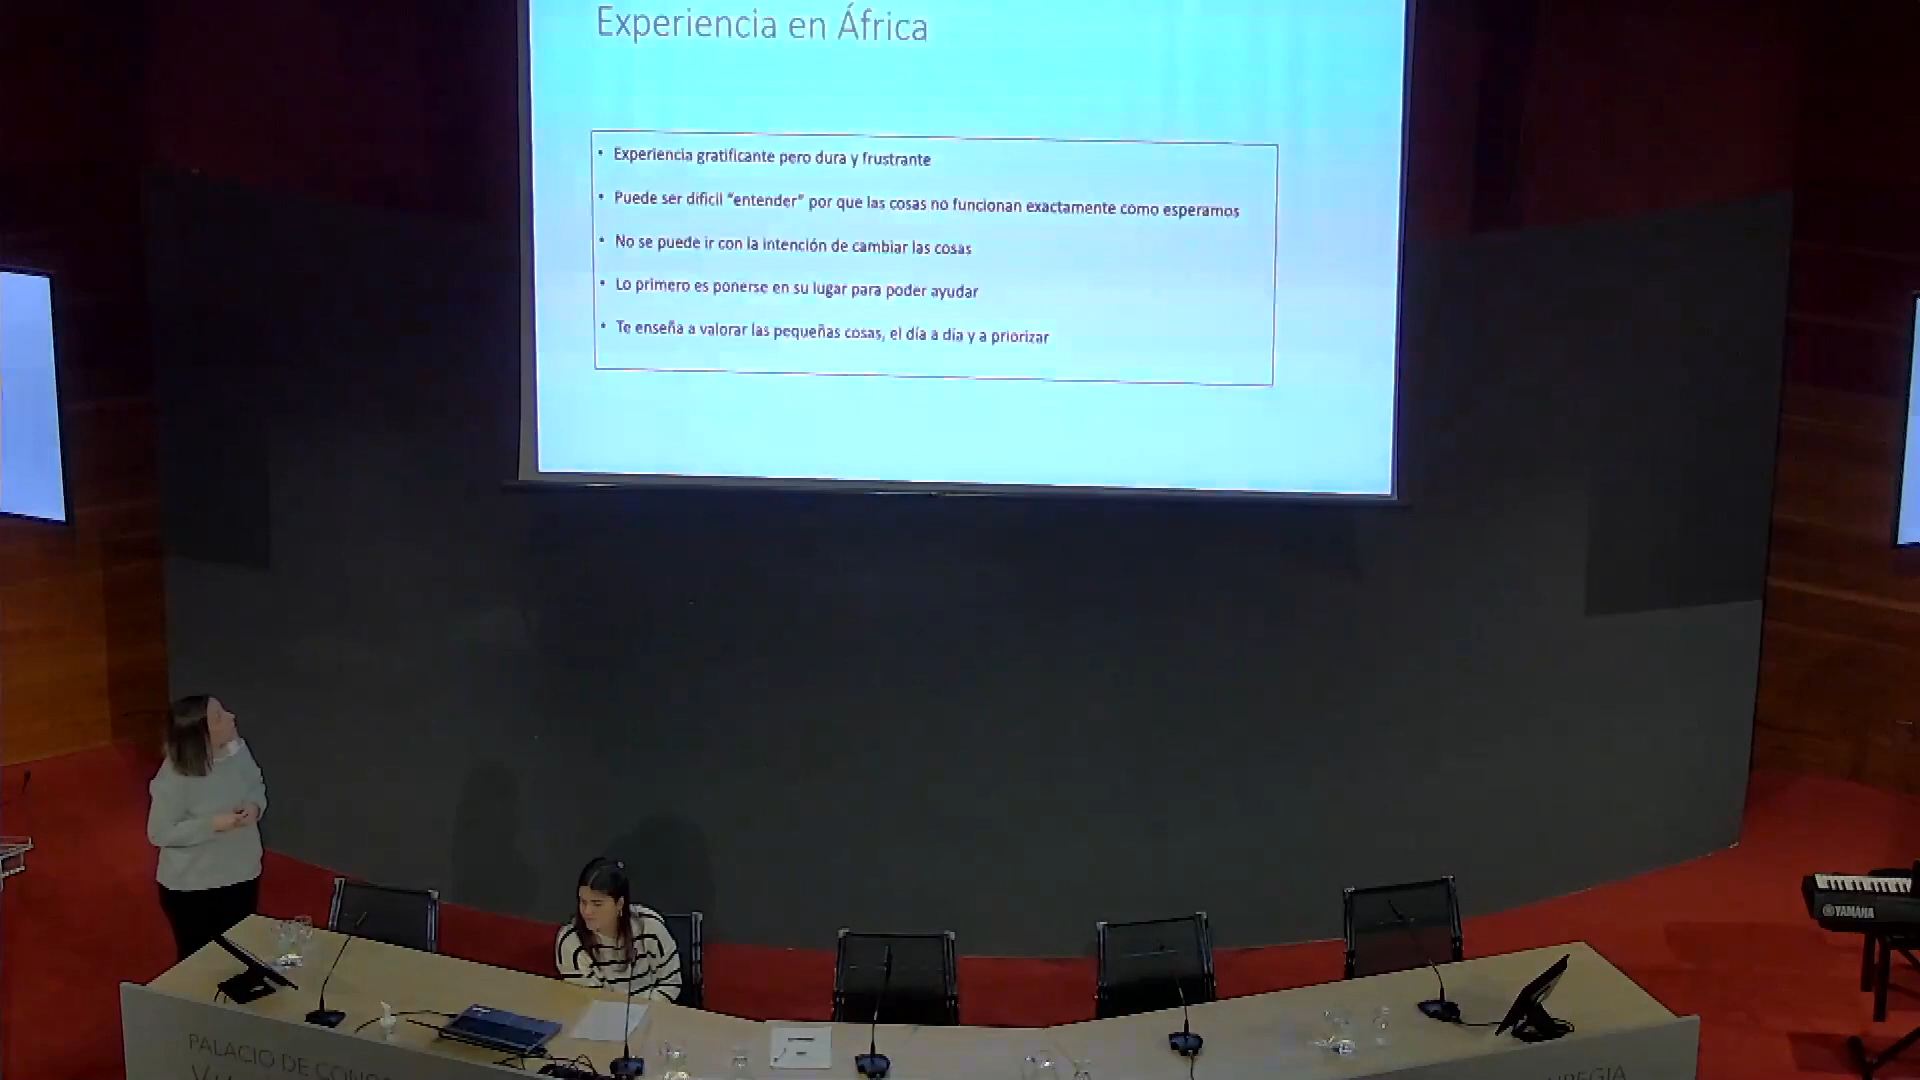 Experiencia en África
• Experiencia gratificante pero dura y frustrante
• Puede ser dificil "entender" por que las cosas no funcionan exactamente como esperamos
• No se puede ir con la intención de cambiar las cosas
• Lo primero es ponerse en su lugar para poder ayudar
• Te enseña a valorar las pequeñas cosas, el día a día y a priorizar
YAMAHA
PALACIO DE